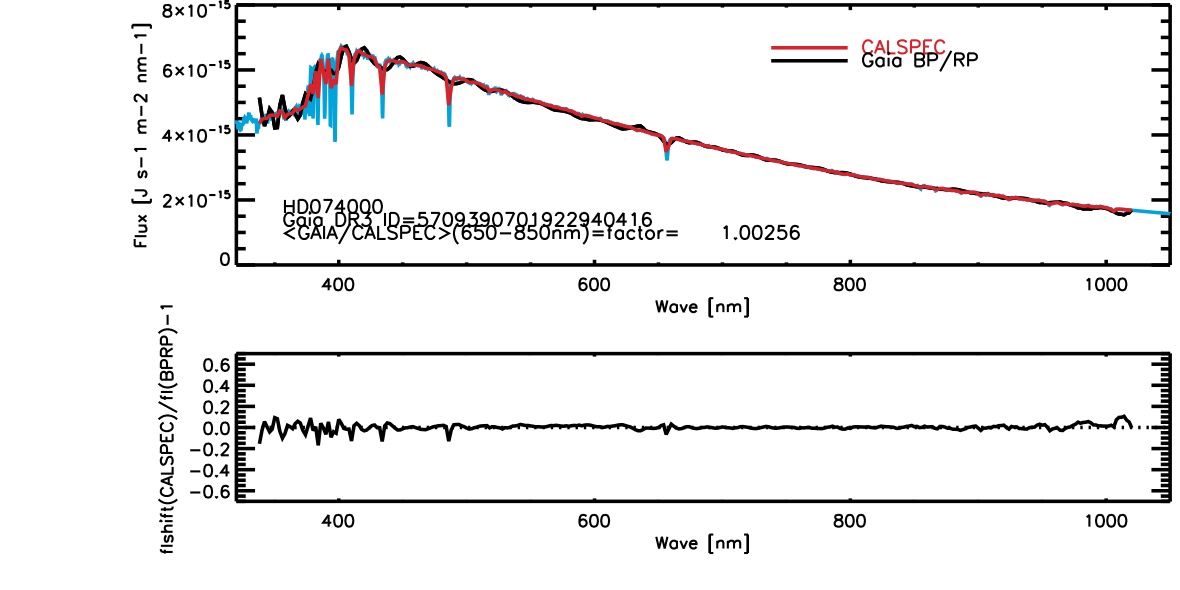 8×10⁻¹⁵
6×10⁻¹⁵
4×10⁻¹⁵
2×10⁻¹⁵
0
Flux [J s−1 m−2 nm−1]
CALSPEC
Gaia BP/RP
HD074000
Gaia DR3 ID=5709390701922940416
<GAIA/CALSPEC>(650−850nm)=factor= 1.00256
400 600 800 1000
Wave [nm]
flshift(CALSPEC)/fl(BPRP)−1
0.6
0.4
0.2
0.0
−0.2
−0.4
−0.6
400 600 800 1000
Wave [nm]